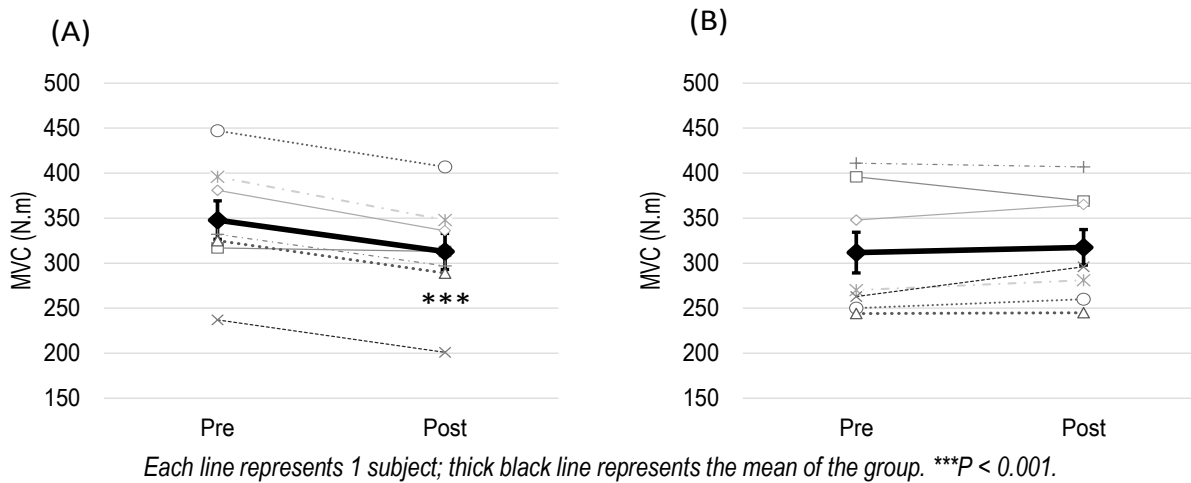 (A)
(B)
500
450
400
350
300
250
200
150
MVC (N.m)
***
Pre
Post
500
450
400
350
300
250
200
150
MVC (N.m)
Pre
Post
Each line represents 1 subject; thick black line represents the mean of the group. ***P < 0.001.